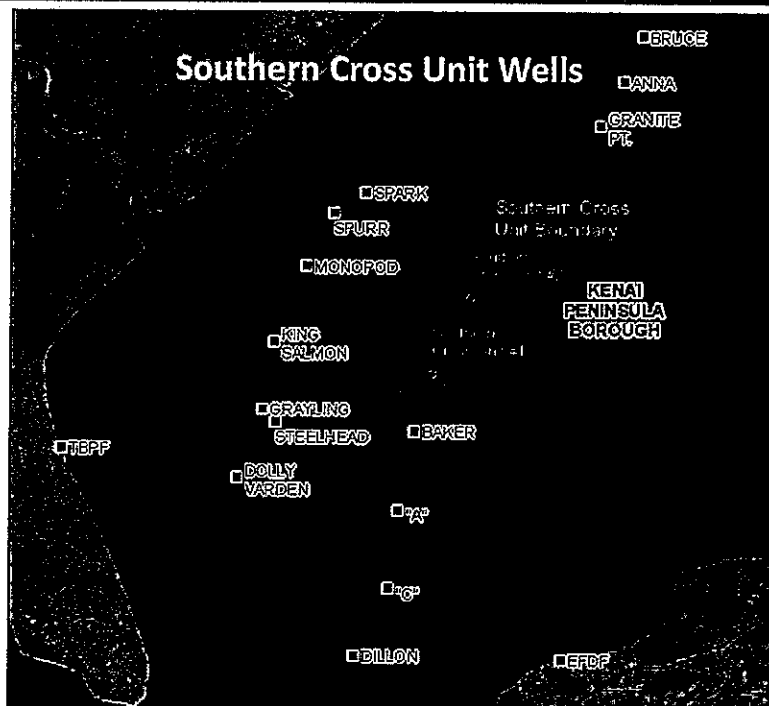 Southern Cross Unit Wells
BRUCE
ANNA
GRANITE
PT.
SPARK
SPURR
Southern Cross
Unit Boundary
MONOPOD
KENAI
PENINSULA
BOROUGH
KING
SALMON
GRAYLING
STEELHEAD
BAKER
TBPF
DOLLY
VARDEN
"A"
"C"
DILLON
EFDF